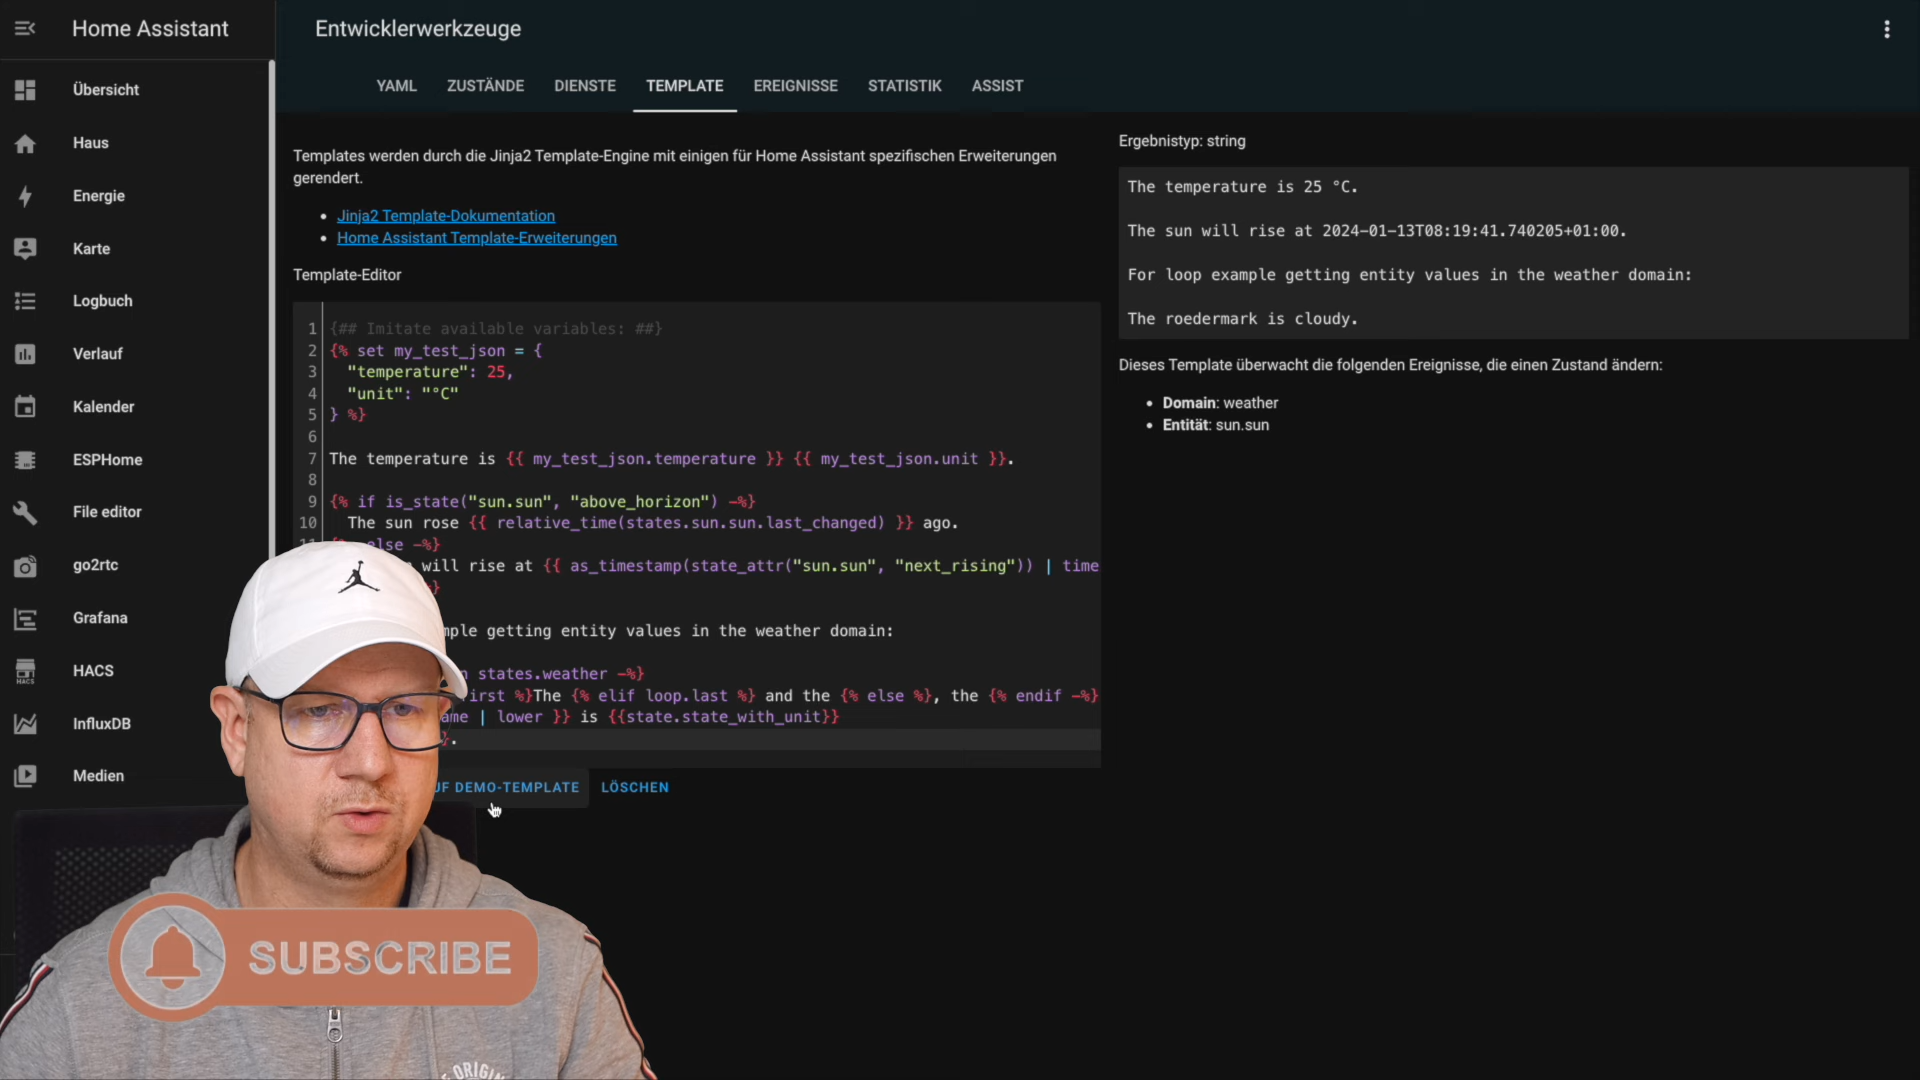 Home Assistant
Entwicklerwerkzeuge
YAML
ZUSTÄNDE
DIENSTE
TEMPLATE
EREIGNISSE
STATISTIK
ASSIST
Übersicht
Haus
Energie
Karte
Logbuch
Verlauf
Kalender
ESPHome
File editor
go2rtc
Grafana
HACS
HACS
InfluxDB
Medien
Templates werden durch die Jinja2 Template-Engine mit einigen für Home Assistant spezifischen Erweiterungen
gerendert.
Jinja2 Template-Dokumentation
Home Assistant Template-Erweiterungen
Template-Editor
1 {## Imitate available variables: ##}
2 {% set my_test_json = {
3 "temperature": 25,
4 "unit": "°C"
5 } %}
6
7 The temperature is {{ my_test_json.temperature }} {{ my_test_json.unit }}.
8
9 {% if is_state("sun.sun", "above_horizon") -%}
10 The sun rose {{ relative_time(states.sun.sun.last_changed) }} ago.
else -%}
will rise at {{ as_timestamp(state_attr("sun.sun", "next_rising")) | time
}
mple getting entity values in the weather domain:
n states.weather -%}
irst %}The {% elif loop.last %} and the {% else %}, the {% endif -%}
ame | lower }} is {{state.state_with_unit}}
}.
UF DEMO-TEMPLATE
LÖSCHEN
Ergebnistyp: string
The temperature is 25 °C.
The sun will rise at 2024-01-13T08:19:41.740205+01:00.
For loop example getting entity values in the weather domain:
The roedermark is cloudy.
Dieses Template überwacht die folgenden Ereignisse, die einen Zustand ändern:
Domain: weather
Entität: sun.sun
SUBSCRIBE
ORIGIN